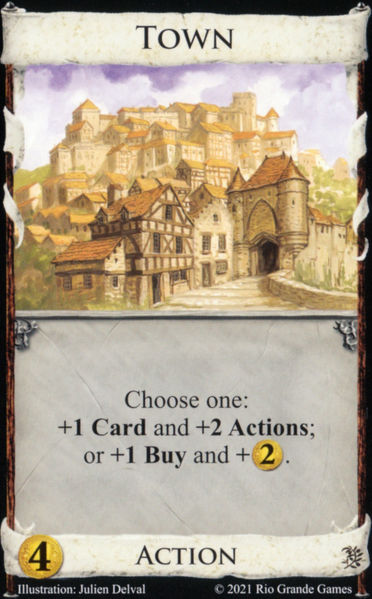 TOWN
Choose one:
+1 Card and +2 Actions;
or +1 Buy and +2.
4
ACTION
Illustration: Julien Delval
© 2021 Rio Grande Games